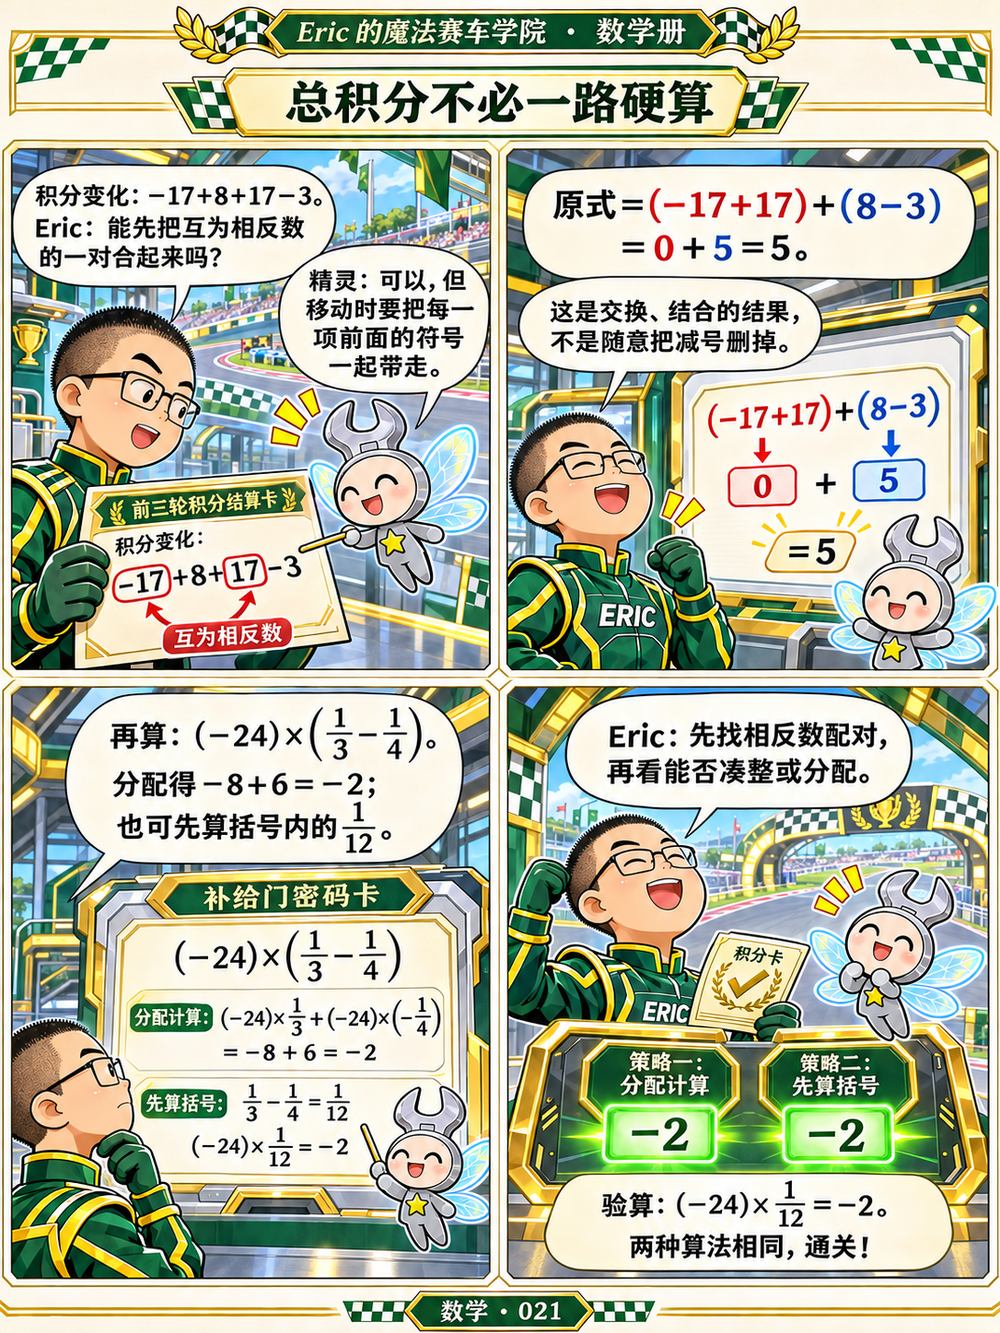 Eric 的魔法赛车学院 · 数学册
总积分不必一路硬算
积分变化：−17+8+17−3。
Eric：能先把互为相反数
的一对合起来吗？
精灵：可以，但
移动时要把每一
项前面的符号
一起带走。
前三轮积分结算卡
积分变化：
−17+8+17−3
互为相反数
原式=(−17+17)+(8−3)
=0+5=5。
这是交换、结合的结果，
不是随意把减号删掉。
(−17+17)+(8−3)
0 + 5
=5
ERIC
再算：(−24)×(1/3−1/4)。
分配得 −8+6=−2；
也可先算括号内的 1/12。
补给门密码卡
(−24)×(1/3−1/4)
分配计算：(−24)×1/3+(−24)×(−1/4)
=−8+6=−2
先算括号：1/3−1/4=1/12
(−24)×1/12=−2
Eric：先找相反数配对，
再看能否凑整或分配。
积分卡
ERIC
策略一：
分配计算
−2
策略二：
先算括号
−2
验算：(−24)×1/12=−2。
两种算法相同，通关！
数学 · 021